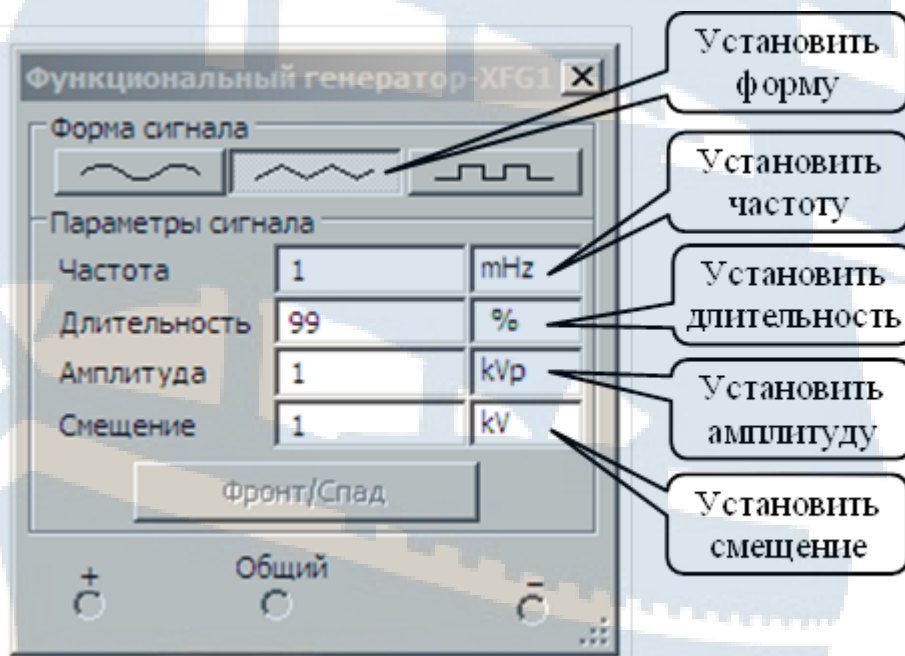 Функциональный генератор-XFG1
Форма сигнала
Параметры сигнала
Частота 1 mHz
Длительность 99 %
Амплитуда 1 kVp
Смещение 1 kV
Фронт/Спад
+ Общий −
Установить
форму
Установить
частоту
Установить
длительность
Установить
амплитуду
Установить
смещение